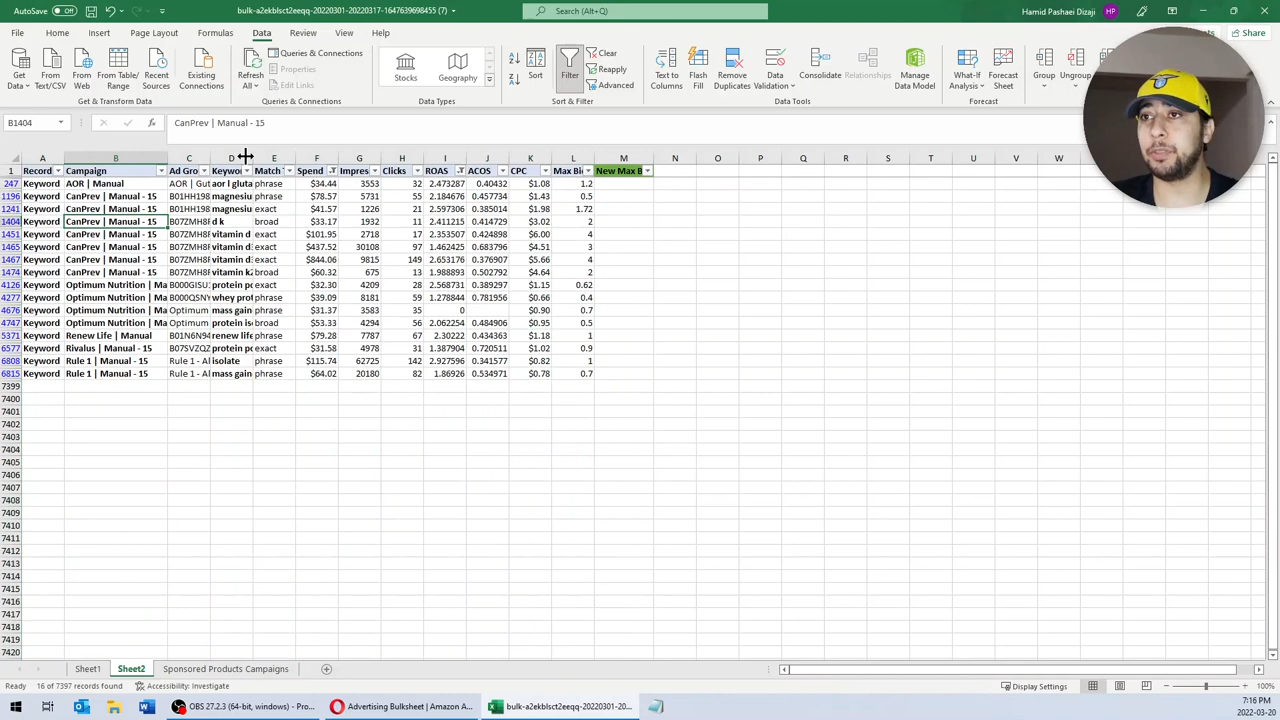 AutoSave Off bulk-a2ekblsct2eeqq-20220301-20220317-1647639698455 (7) Search (Alt+Q) Hamid Pashaei Dizaji HP
File Home Insert Page Layout Formulas Data Review View Help Share
Get Data From Text/CSV From Web From Table/Range Recent Sources Existing Connections Refresh All Queries & Connections Properties Edit Links Stocks Geography Sort Filter Clear Reapply Advanced Text to Columns Flash Fill Remove Duplicates Data Validation Consolidate Relationships Manage Data Model What-If Analysis Forecast Sheet Group Ungroup
Get & Transform Data Queries & Connections Data Types Sort & Filter Data Tools Forecast
B1404 fx CanPrev | Manual - 15
A B C D E F G H I J K L M N O P Q R S T U V W
1 Record Campaign Ad Gro Keywo Match Spend Impres Clicks ROAS ACOS CPC Max Bi New Max B
247 Keyword AOR | Manual AOR | Gut aor l gluta phrase $34.44 3553 32 2.473287 0.40432 $1.08 1.2
1196 Keyword CanPrev | Manual - 15 B01HH198 magnesiu phrase $78.57 5731 55 2.184676 0.457734 $1.43 0.5
1241 Keyword CanPrev | Manual - 15 B01HH198 magnesiu exact $41.57 1226 21 2.597306 0.385014 $1.98 1.72
1404 Keyword CanPrev | Manual - 15 B07ZMH8F d k broad $33.17 1932 11 2.411215 0.414729 $3.02 2
1451 Keyword CanPrev | Manual - 15 B07ZMH8F vitamin d exact $101.95 2718 17 2.353507 0.424898 $6.00 4
1465 Keyword CanPrev | Manual - 15 B07ZMH8F vitamin d exact $437.52 30108 97 1.462425 0.683796 $4.51 3
1467 Keyword CanPrev | Manual - 15 B07ZMH8F vitamin d exact $844.06 9815 149 2.653176 0.376907 $5.66 4
1474 Keyword CanPrev | Manual - 15 B07ZMH8F vitamin k2 broad $60.32 675 13 1.988893 0.502792 $4.64 2
4126 Keyword Optimum Nutrition | Ma B000GISU protein po exact $32.30 4209 28 2.568731 0.389297 $1.15 0.62
4277 Keyword Optimum Nutrition | Ma B000QSNY whey prot phrase $39.09 8181 59 1.278844 0.781956 $0.66 0.4
4676 Keyword Optimum Nutrition | Ma Optimum mass gain phrase $31.37 3583 35 0 $0.90 0.7
4747 Keyword Optimum Nutrition | Ma Optimum protein is broad $53.33 4294 56 2.062254 0.484906 $0.95 0.5
5371 Keyword Renew Life | Manual B01N6N94 renew life phrase $79.28 7787 67 2.30222 0.434363 $1.18 1
6577 Keyword Rivalus | Manual - 15 B07SVZQZ protein po exact $31.58 4978 31 1.387904 0.720511 $1.02 0.9
6808 Keyword Rule 1 | Manual - 15 Rule 1 - Al isolate phrase $115.74 62725 142 2.927596 0.341577 $0.82 1
6815 Keyword Rule 1 | Manual - 15 Rule 1 - Al mass gain phrase $64.02 20180 82 1.86926 0.534971 $0.78 0.7
7399
7400
7401
7402
7403
7404
7405
7406
7407
7408
7409
7410
7411
7412
7413
7414
7415
7416
7417
7418
7419
7420
Sheet1 Sheet2 Sponsored Products Campaigns
Ready 16 of 7397 records found Accessibility: Investigate Display Settings 100%
OBS 27.2.3 (64-bit, windows) - Pro... Advertising Bulksheet | Amazon A... bulk-a2ekblsct2eeqq-20220301-20... 7:16 PM
2022-03-20